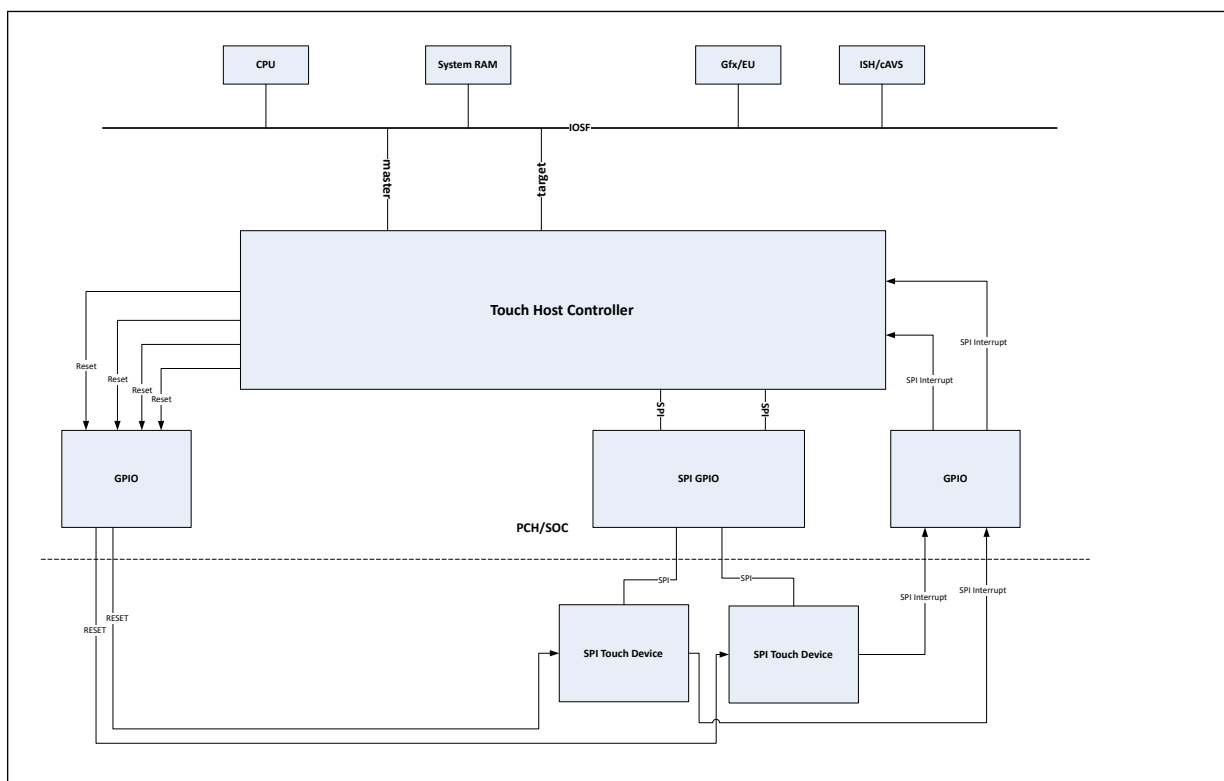 CPU
System RAM
Gfx/EU
ISH/cAVS
IOSF
master
target
Touch Host Controller
Reset
Reset
Reset
Reset
SPI
SPI
SPI Interrupt
SPI Interrupt
GPIO
SPI GPIO
GPIO
PCH/SOC
SPI
SPI
SPI Interrupt
SPI Interrupt
RESET
RESET
SPI Touch Device
SPI Touch Device